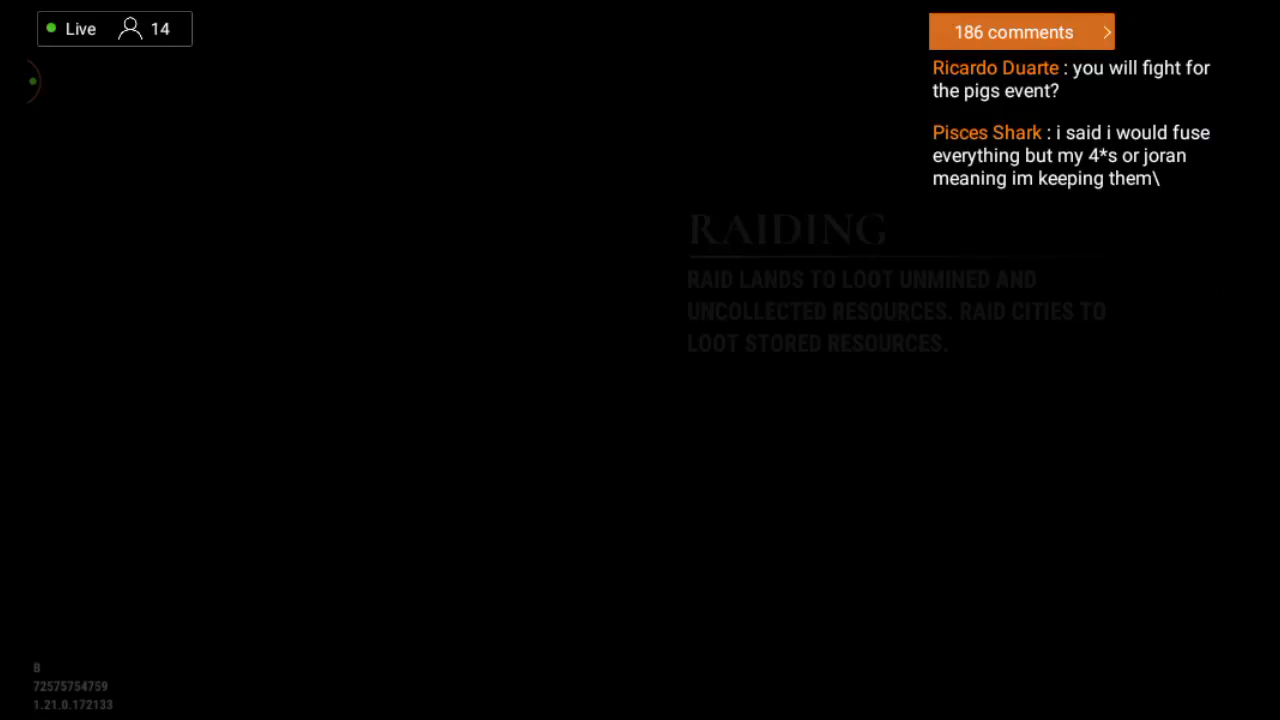 Live 14
186 comments
Ricardo Duarte : you will fight for
the pigs event?
Pisces Shark : i said i would fuse
everything but my 4*s or joran
meaning im keeping them\
RAIDING
RAID LANDS TO LOOT UNMINED AND
UNCOLLECTED RESOURCES. RAID CITIES TO
LOOT STORED RESOURCES.
B
72575754759
1.21.0.172133